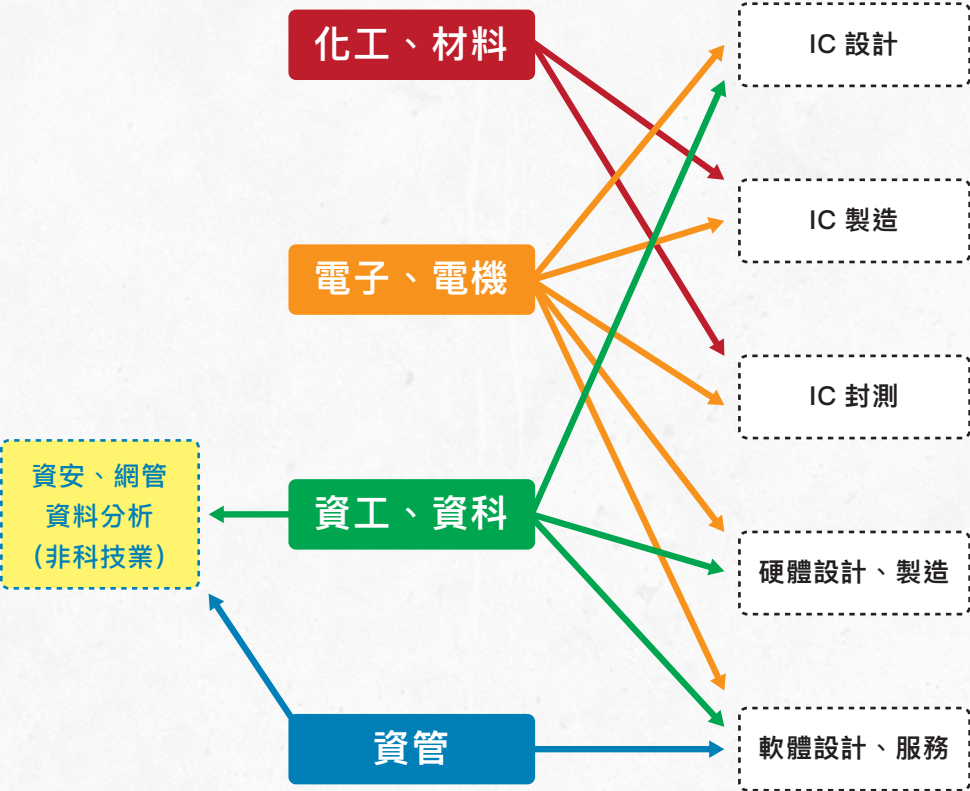 化工、材料
電子、電機
資工、資科
資管
資安、網管
資料分析
(非科技業)
IC 設計
IC 製造
IC 封測
硬體設計、製造
軟體設計、服務